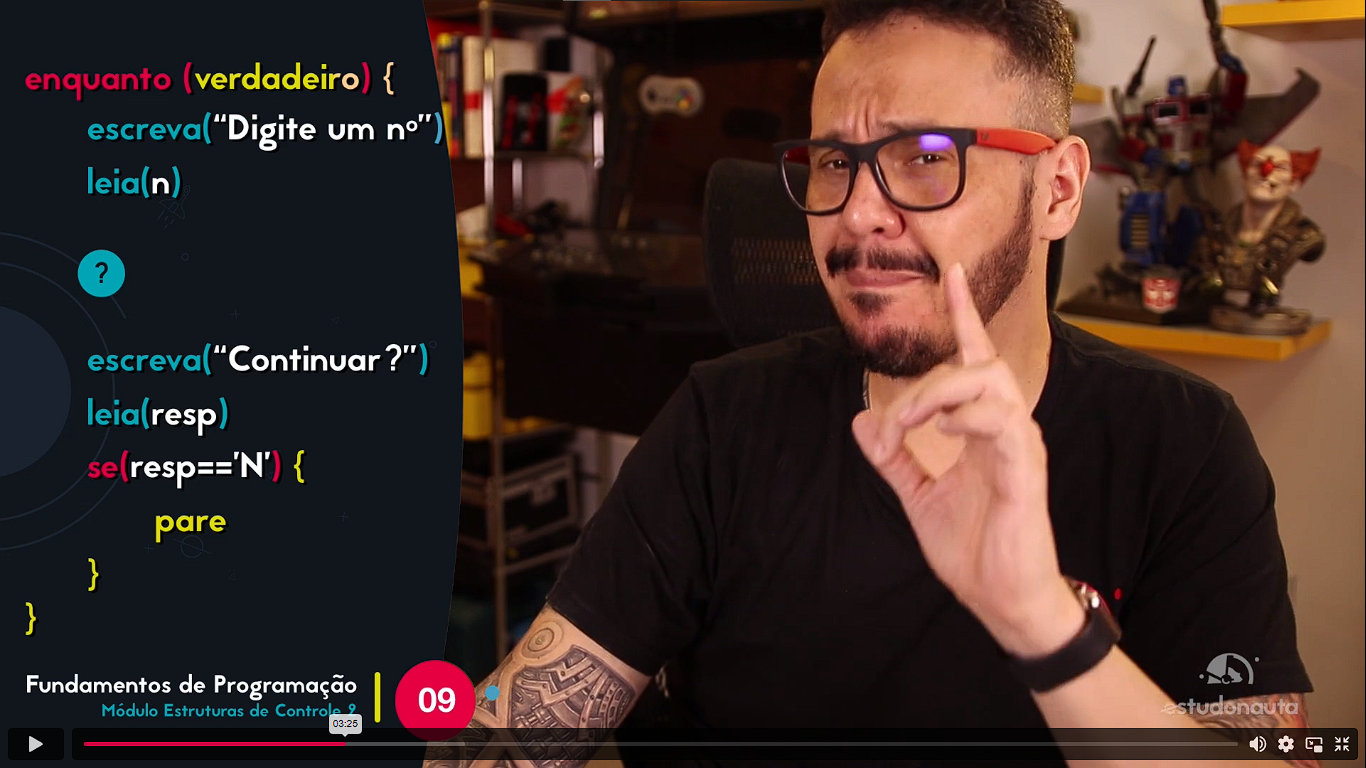 enquanto (verdadeiro) {
escreva(“Digite um nº”)
leia(n)
?
escreva(“Continuar?”)
leia(resp)
se(resp=='N') {
pare
}
}
Fundamentos de Programação
Módulo Estruturas de Controle 2
09
03:25
estudonauta